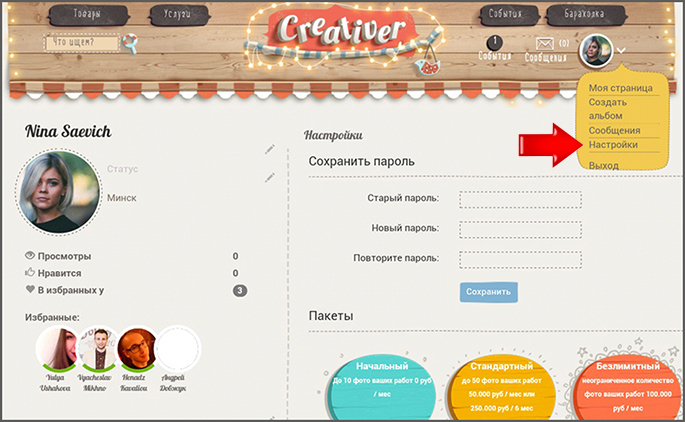 Товары
Услуги
Creativer
События
Барахолка
Что ищем?
1
События
(0)
Сообщения
Моя страница
Создать
альбом
Сообщения
Настройки
Выход
Nina Saevich
Статус
Минск
Просмотры 0
Нравится 0
В избранных у 3
Избранные:
Yuliya
Ushakova
Vyacheslav
Mikhno
Henadz
Kavaliou
Андрей
Настройки
Сохранить пароль
Старый пароль:
Новый пароль:
Повторите пароль:
Сохранить
Пакеты
Начальный
До 10 фото ваших работ 0 руб
/ мес
Стандартный
до 50 фото ваших работ
50.000 руб / мес или
250.000 руб / 6 мес
Безлимитный
неограниченное количество
фото ваших работ 100.000
руб / мес